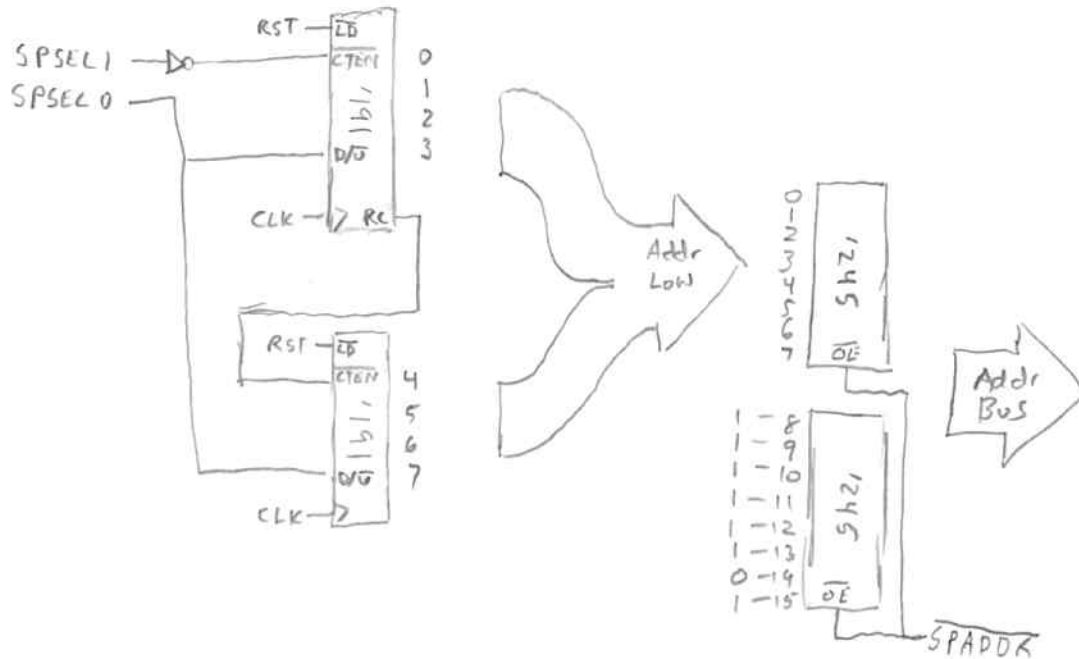 RST
LD
SPSEL1
CTEN
0
SPSEL0
1
'191
2
D/U
3
CLK
RC
Addr
Low
RST
LD
CTEN
4
5
'191
6
D/U
7
CLK
0
1
2
3
4
5
6
7
'245
OE
Addr
Bus
1-8
1-9
1-10
1-11
1-12
1-13
0-14
1-15
'245
OE
SPADDR